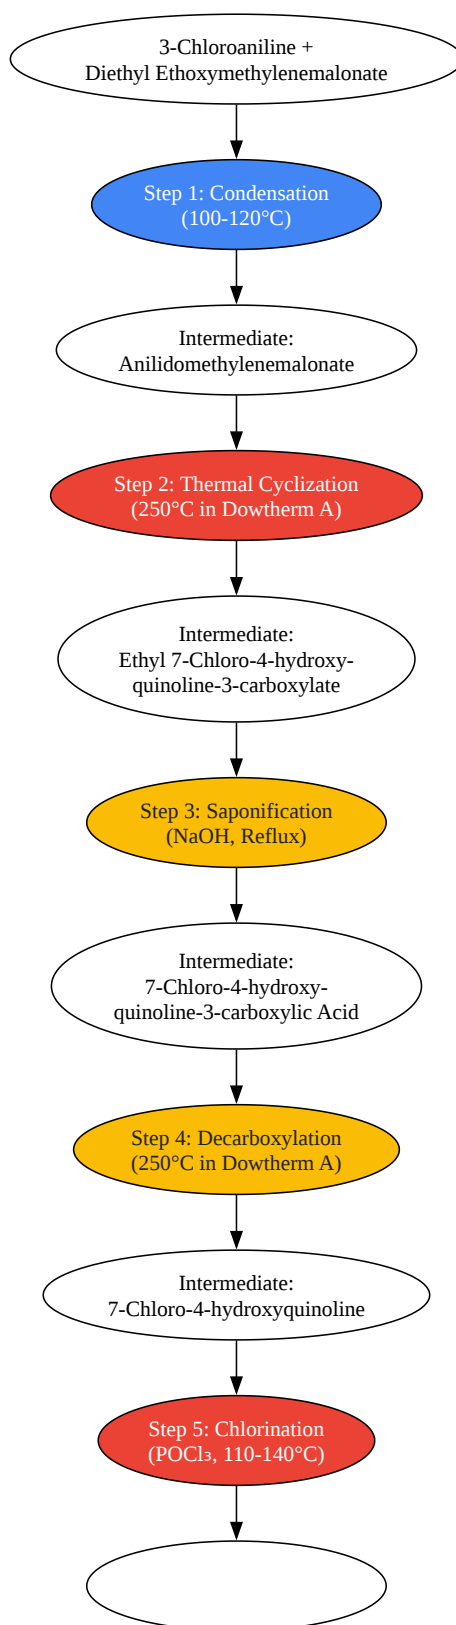 3-Chloroaniline +
Diethyl Ethoxymethylenemalonate
Step 1: Condensation
(100-120°C)
Intermediate:
Anilidomethylenemalonate
Step 2: Thermal Cyclization
(250°C in Dowtherm A)
Intermediate:
Ethyl 7-Chloro-4-hydroxy-
quinoline-3-carboxylate
Step 3: Saponification
(NaOH, Reflux)
Intermediate:
7-Chloro-4-hydroxy-
quinoline-3-carboxylic Acid
Step 4: Decarboxylation
(250°C in Dowtherm A)
Intermediate:
7-Chloro-4-hydroxyquinoline
Step 5: Chlorination
(POCl₃, 110-140°C)